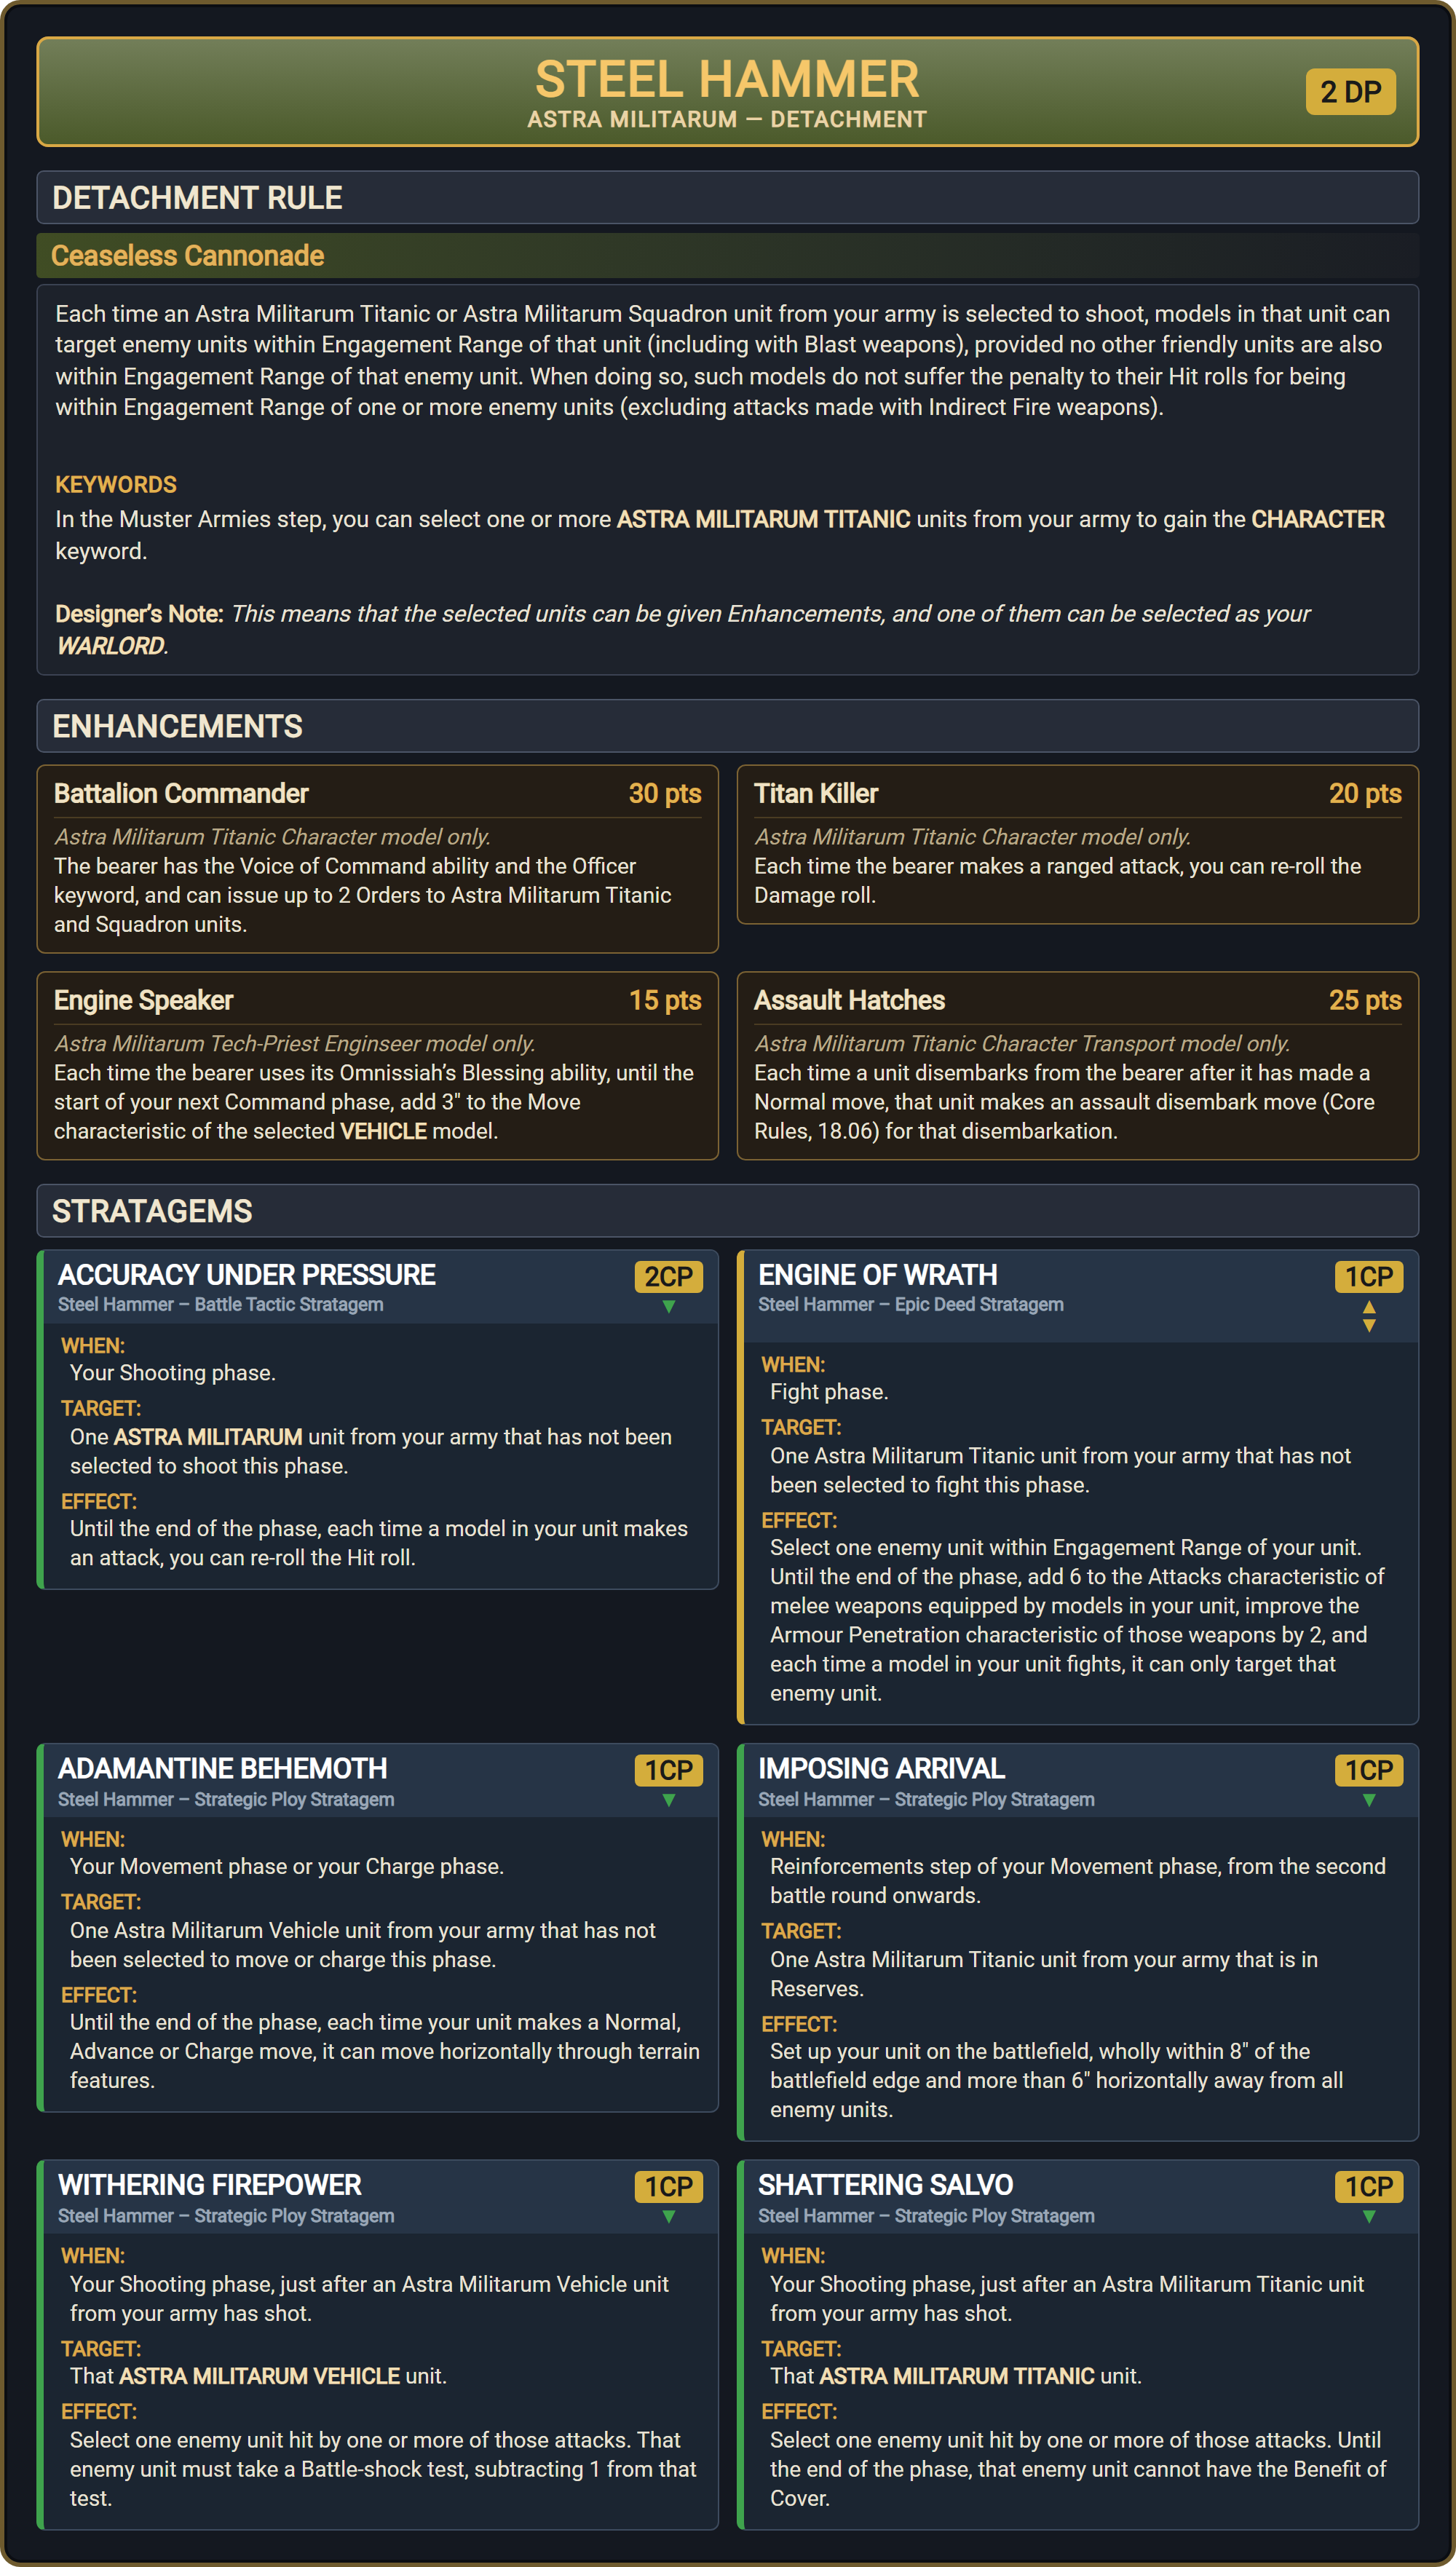 STEEL HAMMER
ASTRA MILITARUM — DETACHMENT
2 DP
DETACHMENT RULE
Ceaseless Cannonade
Each time an Astra Militarum Titanic or Astra Militarum Squadron unit from your army is selected to shoot, models in that unit can
target enemy units within Engagement Range of that unit (including with Blast weapons), provided no other friendly units are also
within Engagement Range of that enemy unit. When doing so, such models do not suffer the penalty to their Hit rolls for being
within Engagement Range of one or more enemy units (excluding attacks made with Indirect Fire weapons).
KEYWORDS
In the Muster Armies step, you can select one or more ASTRA MILITARUM TITANIC units from your army to gain the CHARACTER
keyword.
Designer’s Note: This means that the selected units can be given Enhancements, and one of them can be selected as your
WARLORD.
ENHANCEMENTS
Battalion Commander 30 pts
Astra Militarum Titanic Character model only.
The bearer has the Voice of Command ability and the Officer
keyword, and can issue up to 2 Orders to Astra Militarum Titanic
and Squadron units.
Titan Killer 20 pts
Astra Militarum Titanic Character model only.
Each time the bearer makes a ranged attack, you can re-roll the
Damage roll.
Engine Speaker 15 pts
Astra Militarum Tech-Priest Enginseer model only.
Each time the bearer uses its Omnissiah’s Blessing ability, until the
start of your next Command phase, add 3" to the Move
characteristic of the selected VEHICLE model.
Assault Hatches 25 pts
Astra Militarum Titanic Character Transport model only.
Each time a unit disembarks from the bearer after it has made a
Normal move, that unit makes an assault disembark move (Core
Rules, 18.06) for that disembarkation.
STRATAGEMS
ACCURACY UNDER PRESSURE 2CP
Steel Hammer – Battle Tactic Stratagem
WHEN:
Your Shooting phase.
TARGET:
One ASTRA MILITARUM unit from your army that has not been
selected to shoot this phase.
EFFECT:
Until the end of the phase, each time a model in your unit makes
an attack, you can re-roll the Hit roll.
ENGINE OF WRATH 1CP
Steel Hammer – Epic Deed Stratagem
WHEN:
Fight phase.
TARGET:
One Astra Militarum Titanic unit from your army that has not
been selected to fight this phase.
EFFECT:
Select one enemy unit within Engagement Range of your unit.
Until the end of the phase, add 6 to the Attacks characteristic of
melee weapons equipped by models in your unit, improve the
Armour Penetration characteristic of those weapons by 2, and
each time a model in your unit fights, it can only target that
enemy unit.
ADAMANTINE BEHEMOTH 1CP
Steel Hammer – Strategic Ploy Stratagem
WHEN:
Your Movement phase or your Charge phase.
TARGET:
One Astra Militarum Vehicle unit from your army that has not
been selected to move or charge this phase.
EFFECT:
Until the end of the phase, each time your unit makes a Normal,
Advance or Charge move, it can move horizontally through terrain
features.
IMPOSING ARRIVAL 1CP
Steel Hammer – Strategic Ploy Stratagem
WHEN:
Reinforcements step of your Movement phase, from the second
battle round onwards.
TARGET:
One Astra Militarum Titanic unit from your army that is in
Reserves.
EFFECT:
Set up your unit on the battlefield, wholly within 8" of the
battlefield edge and more than 6" horizontally away from all
enemy units.
WITHERING FIREPOWER 1CP
Steel Hammer – Strategic Ploy Stratagem
WHEN:
Your Shooting phase, just after an Astra Militarum Vehicle unit
from your army has shot.
TARGET:
That ASTRA MILITARUM VEHICLE unit.
EFFECT:
Select one enemy unit hit by one or more of those attacks. That
enemy unit must take a Battle-shock test, subtracting 1 from that
test.
SHATTERING SALVO 1CP
Steel Hammer – Strategic Ploy Stratagem
WHEN:
Your Shooting phase, just after an Astra Militarum Titanic unit
from your army has shot.
TARGET:
That ASTRA MILITARUM TITANIC unit.
EFFECT:
Select one enemy unit hit by one or more of those attacks. Until
the end of the phase, that enemy unit cannot have the Benefit of
Cover.